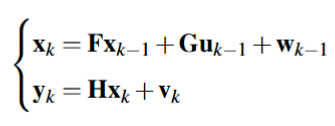 x_k = Fx_{k−1} + Gu_{k−1} + w_{k−1}
y_k = Hx_k + v_k